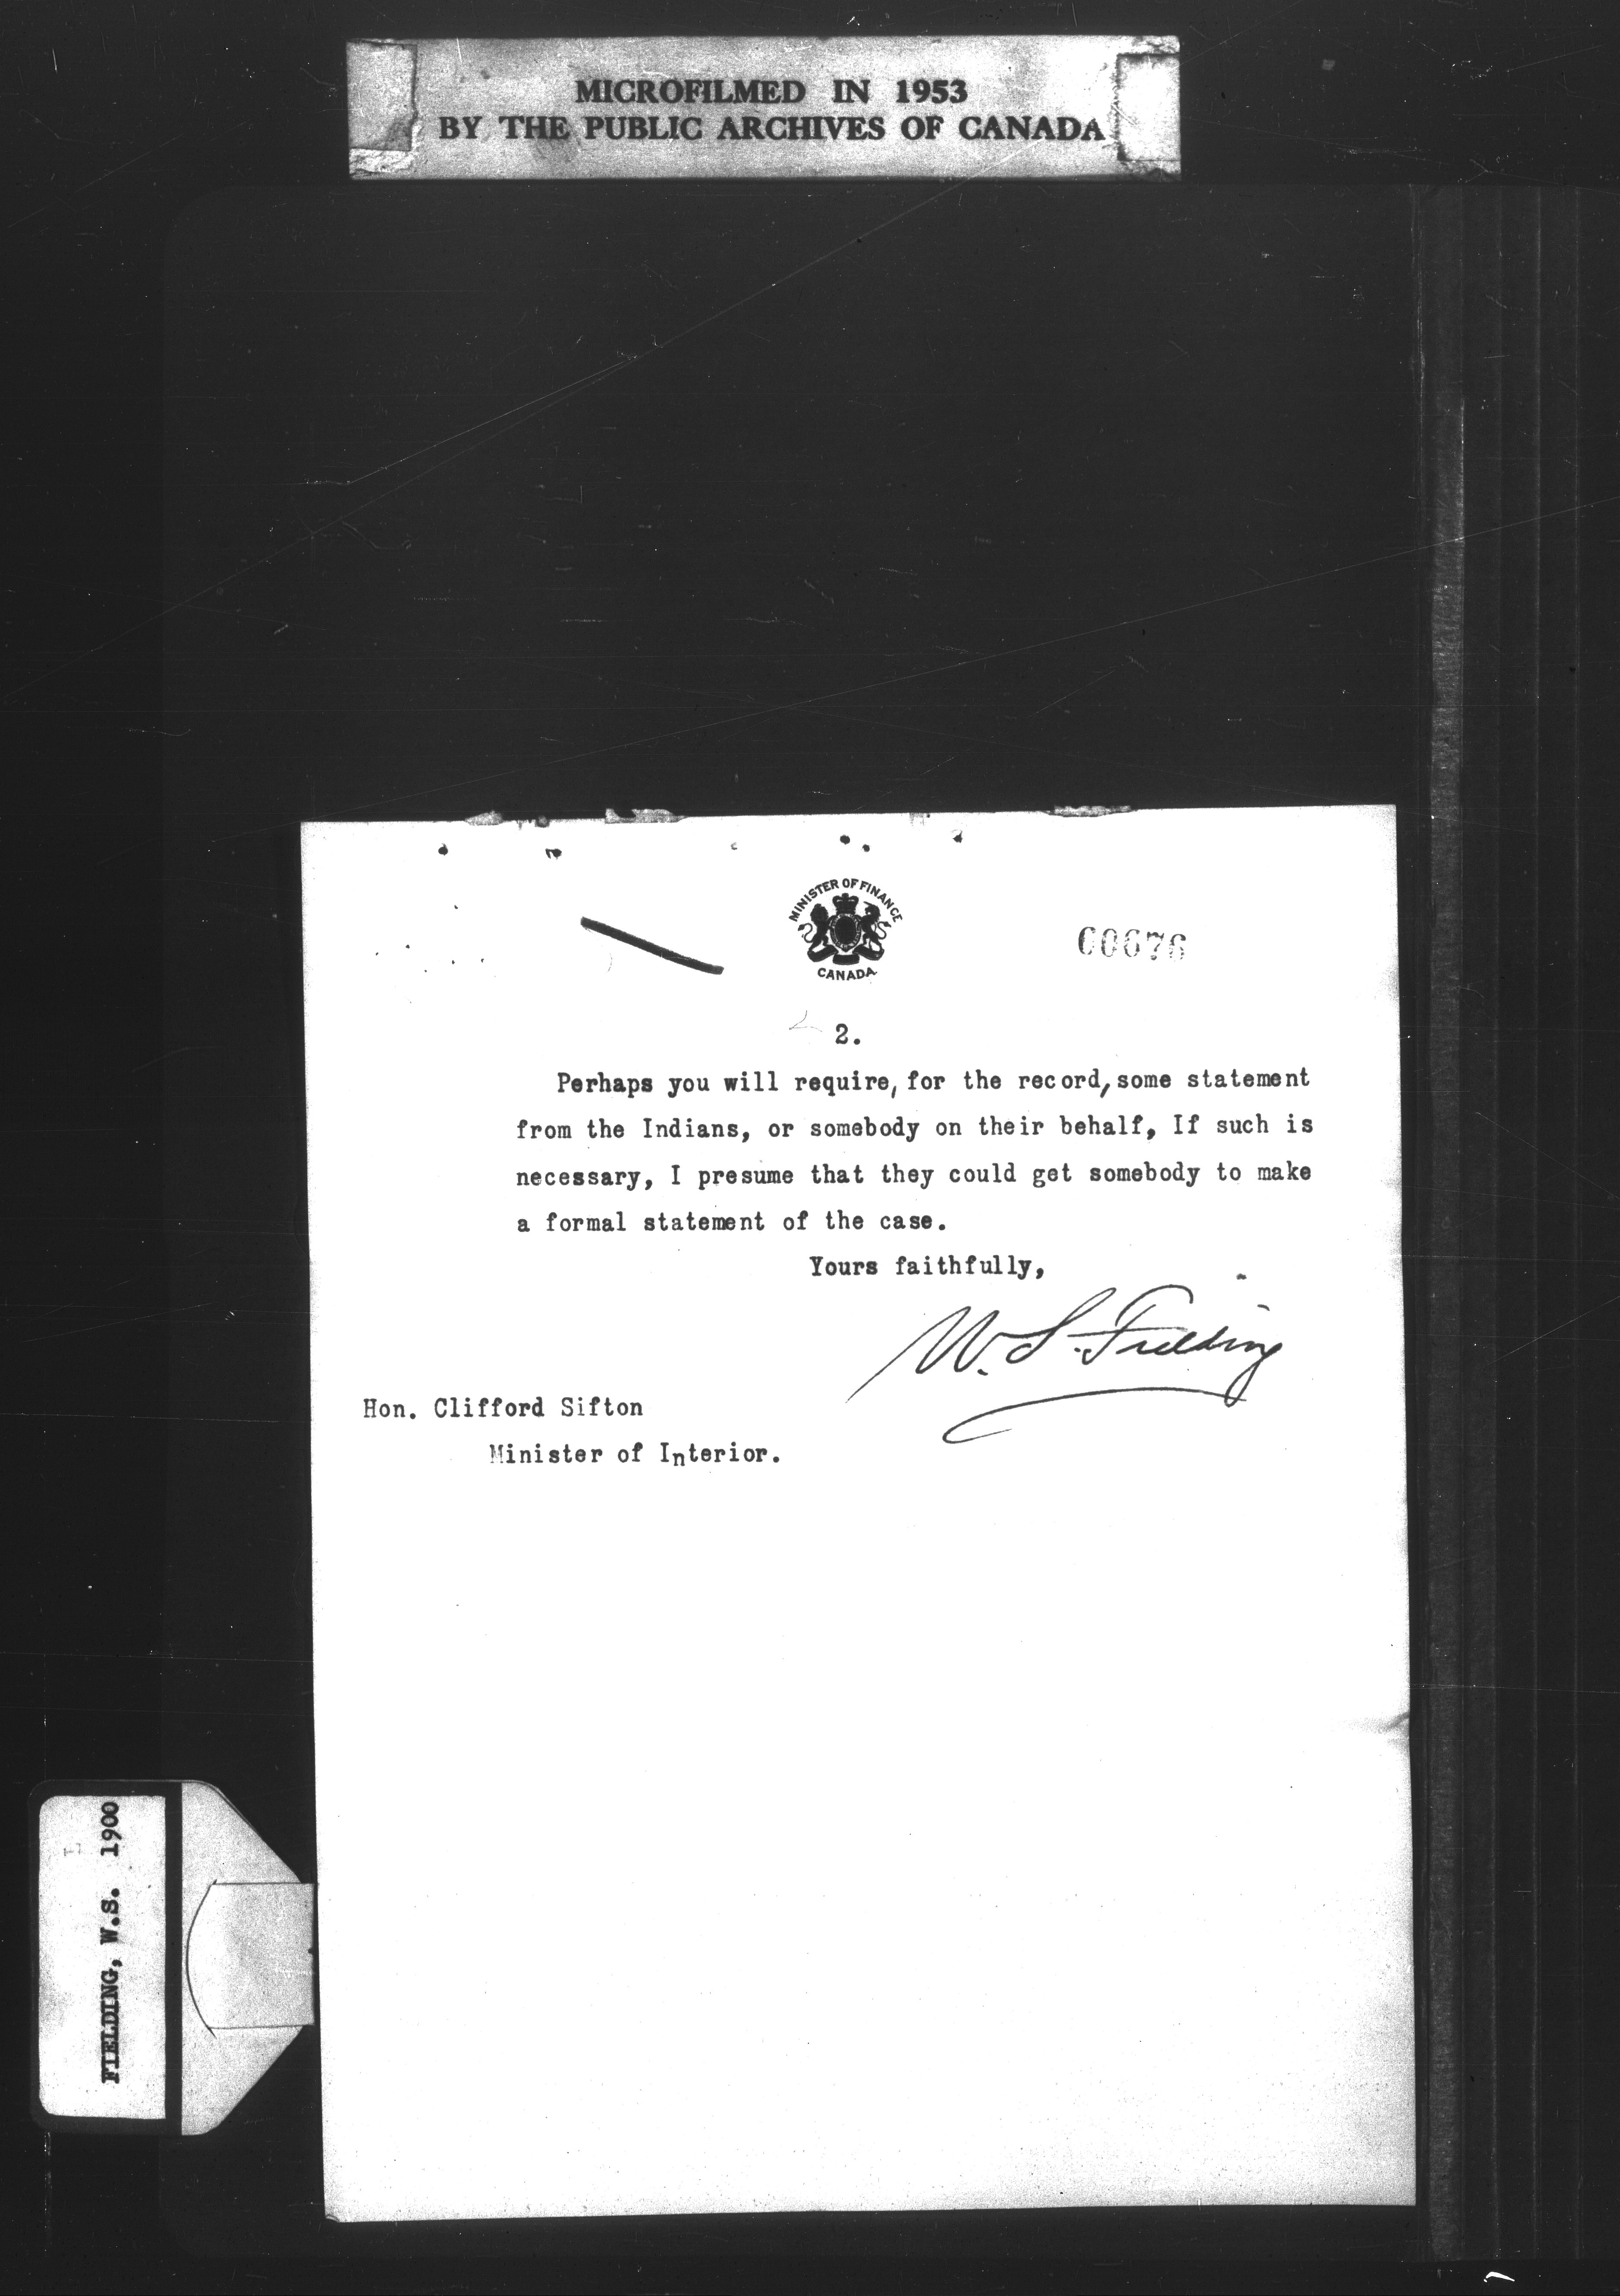 MICROFILMED IN 1953
BY THE PUBLIC ARCHIVES OF CANADA
MINISTER OF FINANCE
CANADA
00676
2.
Perhaps you will require, for the record, some statement
from the Indians, or somebody on their behalf, If such is
necessary, I presume that they could get somebody to make
a formal statement of the case.
Yours faithfully,
W. S. Fielding
Hon. Clifford Sifton
Minister of Interior.
FIELDING, W.S. 1900